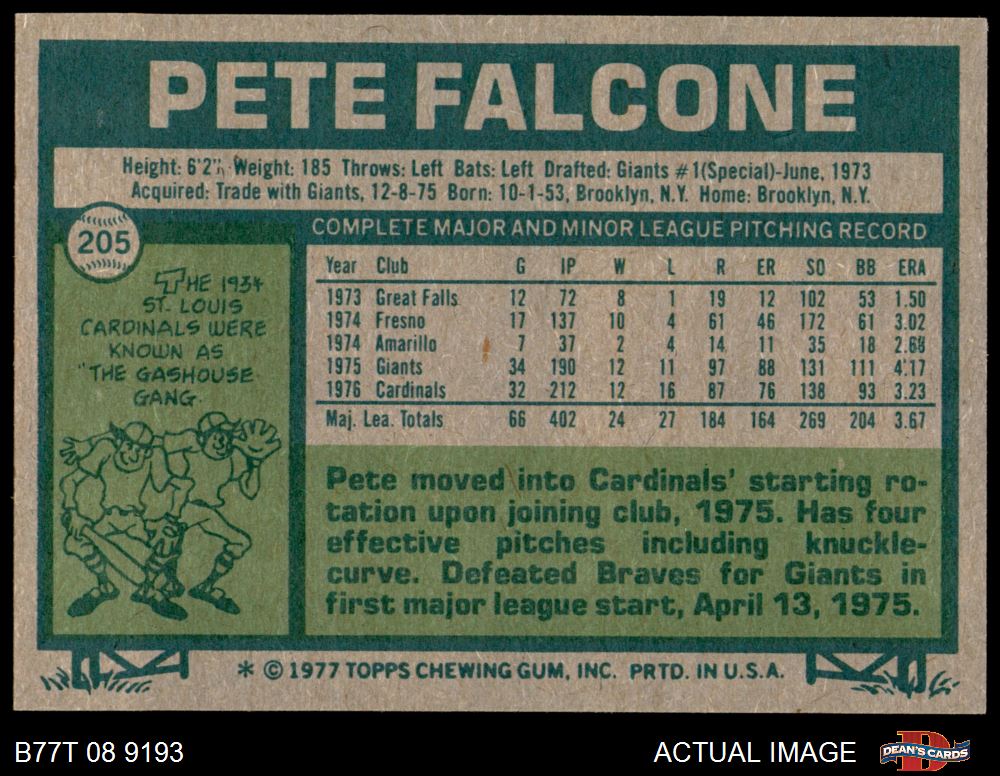 PETE FALCONE
Height: 6'2", Weight: 185 Throws: Left Bats: Left Drafted: Giants #1(Special)-June, 1973
Acquired: Trade with Giants, 12-8-75 Born: 10-1-53, Brooklyn, N.Y. Home: Brooklyn, N.Y.
205
THE 1934
ST. LOUIS
CARDINALS WERE
KNOWN AS
"THE GASHOUSE
GANG.
COMPLETE MAJOR AND MINOR LEAGUE PITCHING RECORD
Year Club G IP W L R ER SO BB ERA
1973 Great Falls 12 72 8 1 19 12 102 53 1.50
1974 Fresno 17 137 10 4 61 46 172 61 3.02
1974 Amarillo 7 37 2 4 14 11 35 18 2.68
1975 Giants 34 190 12 11 97 88 131 111 4.17
1976 Cardinals 32 212 12 16 87 76 138 93 3.23
Maj. Lea. Totals 66 402 24 27 184 164 269 204 3.67
Pete moved into Cardinals' starting ro-
tation upon joining club, 1975. Has four
effective pitches including knuckle-
curve. Defeated Braves for Giants in
first major league start, April 13, 1975.
* © 1977 TOPPS CHEWING GUM, INC. PRTD. IN U.S.A.
B77T 08 9193
ACTUAL IMAGE
D
DEAN'S CARDS